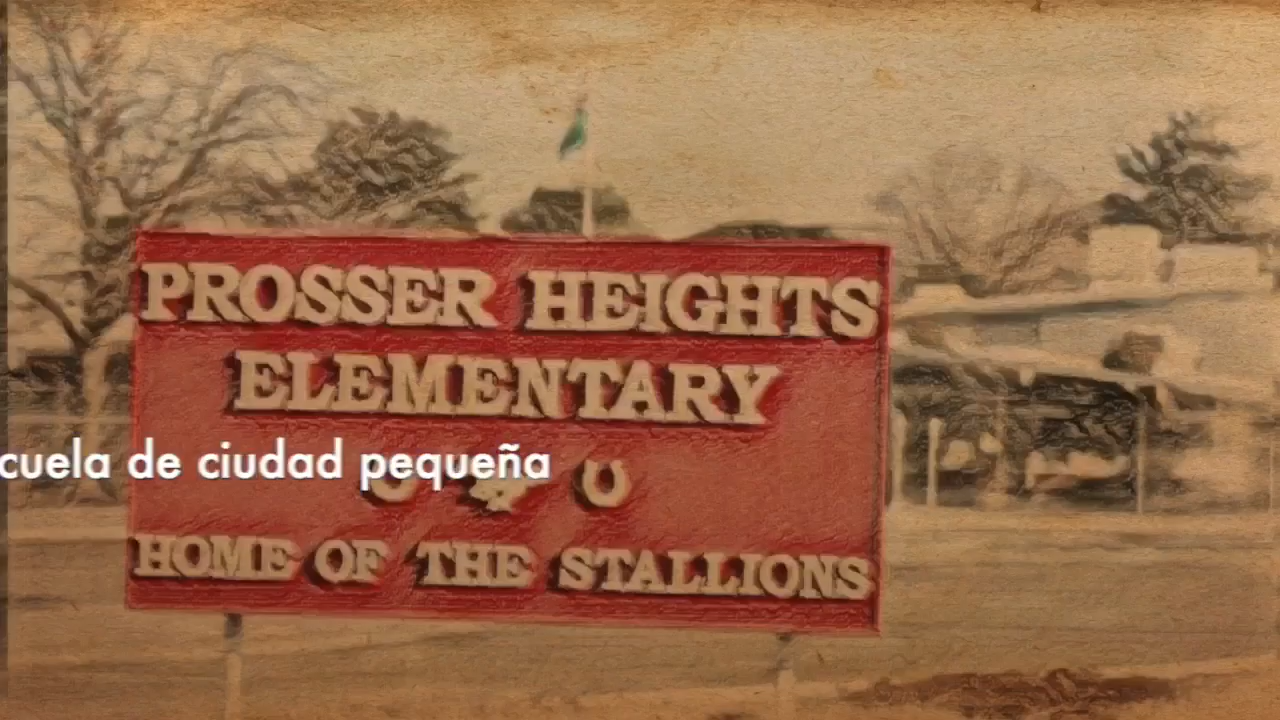 PROSSER HEIGHTS
ELEMENTARY
cuela de ciudad pequeña
HOME OF THE STALLIONS